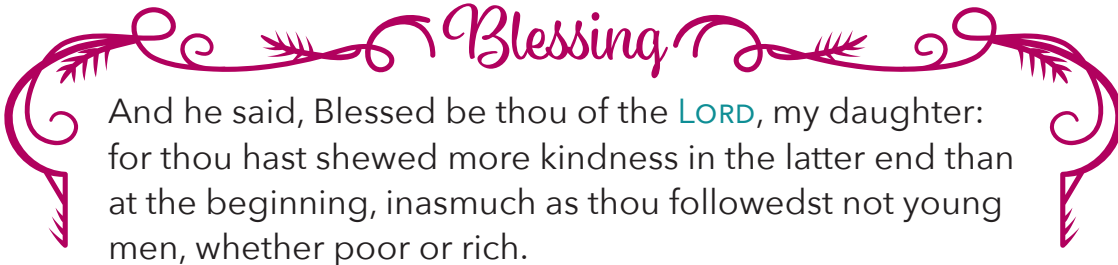 Blessing
And he said, Blessed be thou of the LORD, my daughter:
for thou hast shewed more kindness in the latter end than
at the beginning, inasmuch as thou followedst not young
men, whether poor or rich.